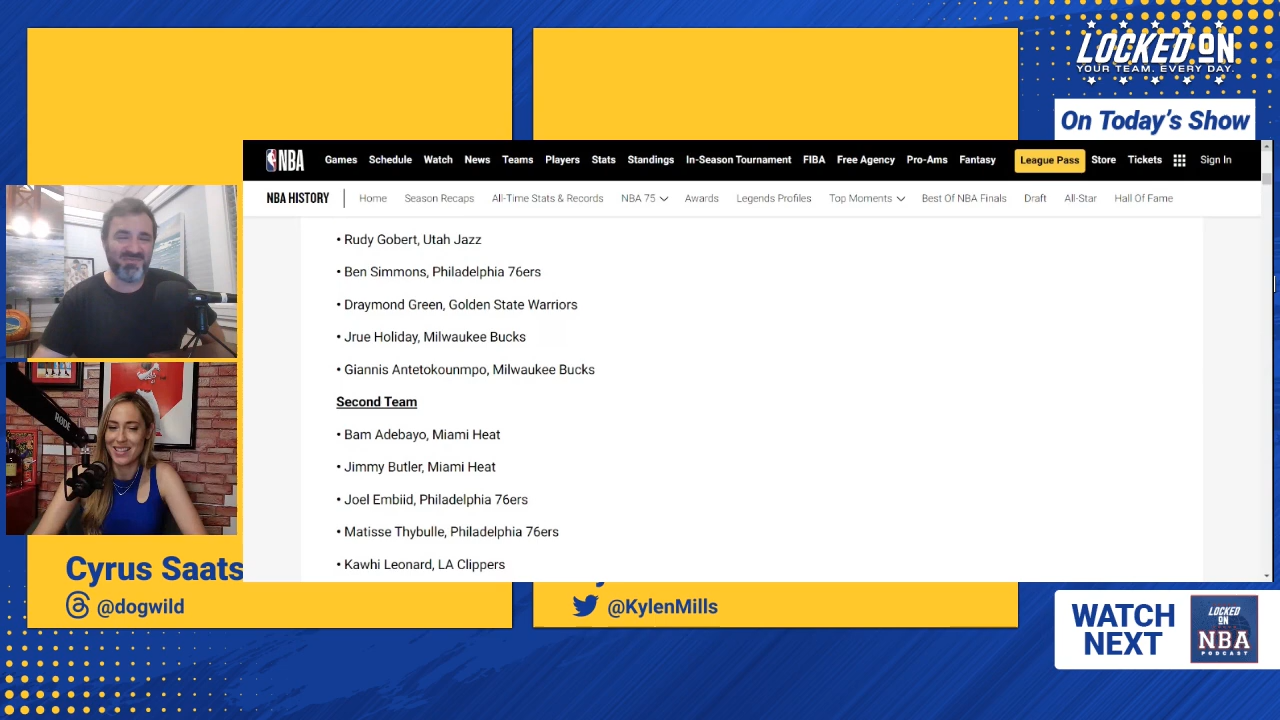 LOCKED ON
YOUR TEAM. EVERY DAY.
On Today's Show
NBA
Games Schedule Watch News Teams Players Stats Standings In-Season Tournament FIBA Free Agency Pro-Ams Fantasy League Pass Store Tickets Sign In
NBA HISTORY Home Season Recaps All-Time Stats & Records NBA 75 Awards Legends Profiles Top Moments Best Of NBA Finals Draft All-Star Hall Of Fame
• Rudy Gobert, Utah Jazz
• Ben Simmons, Philadelphia 76ers
• Draymond Green, Golden State Warriors
• Jrue Holiday, Milwaukee Bucks
• Giannis Antetokounmpo, Milwaukee Bucks
Second Team
• Bam Adebayo, Miami Heat
• Jimmy Butler, Miami Heat
• Joel Embiid, Philadelphia 76ers
• Matisse Thybulle, Philadelphia 76ers
• Kawhi Leonard, LA Clippers
RØDE
Cyrus Saats
@dogwild
@KylenMills
WATCH
NEXT
LOCKED
ON
NBA
PODCAST